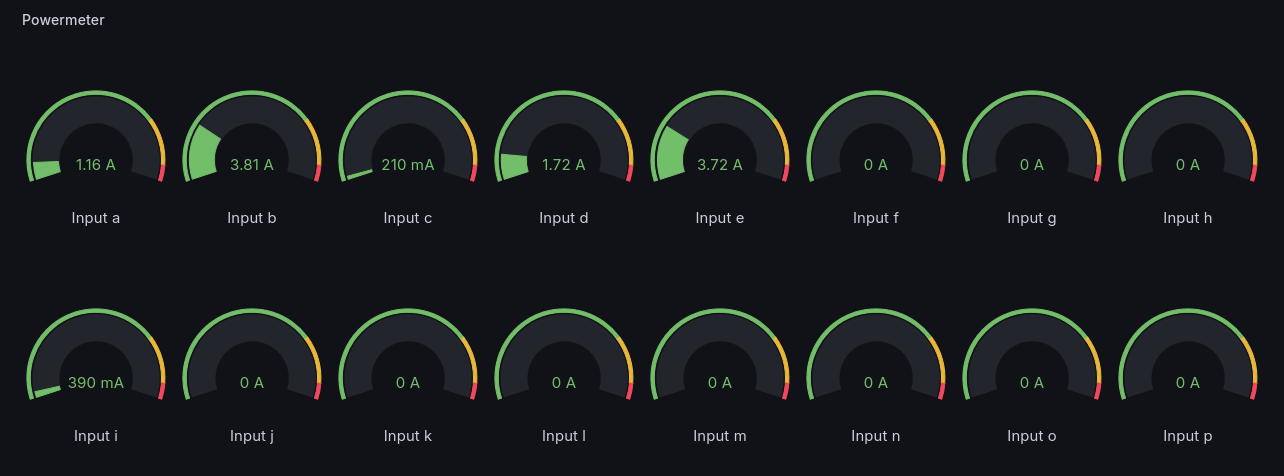 Powermeter
1.16 A
3.81 A
210 mA
1.72 A
3.72 A
0 A
0 A
0 A
Input a
Input b
Input c
Input d
Input e
Input f
Input g
Input h
390 mA
0 A
0 A
0 A
0 A
0 A
0 A
0 A
Input i
Input j
Input k
Input l
Input m
Input n
Input o
Input p